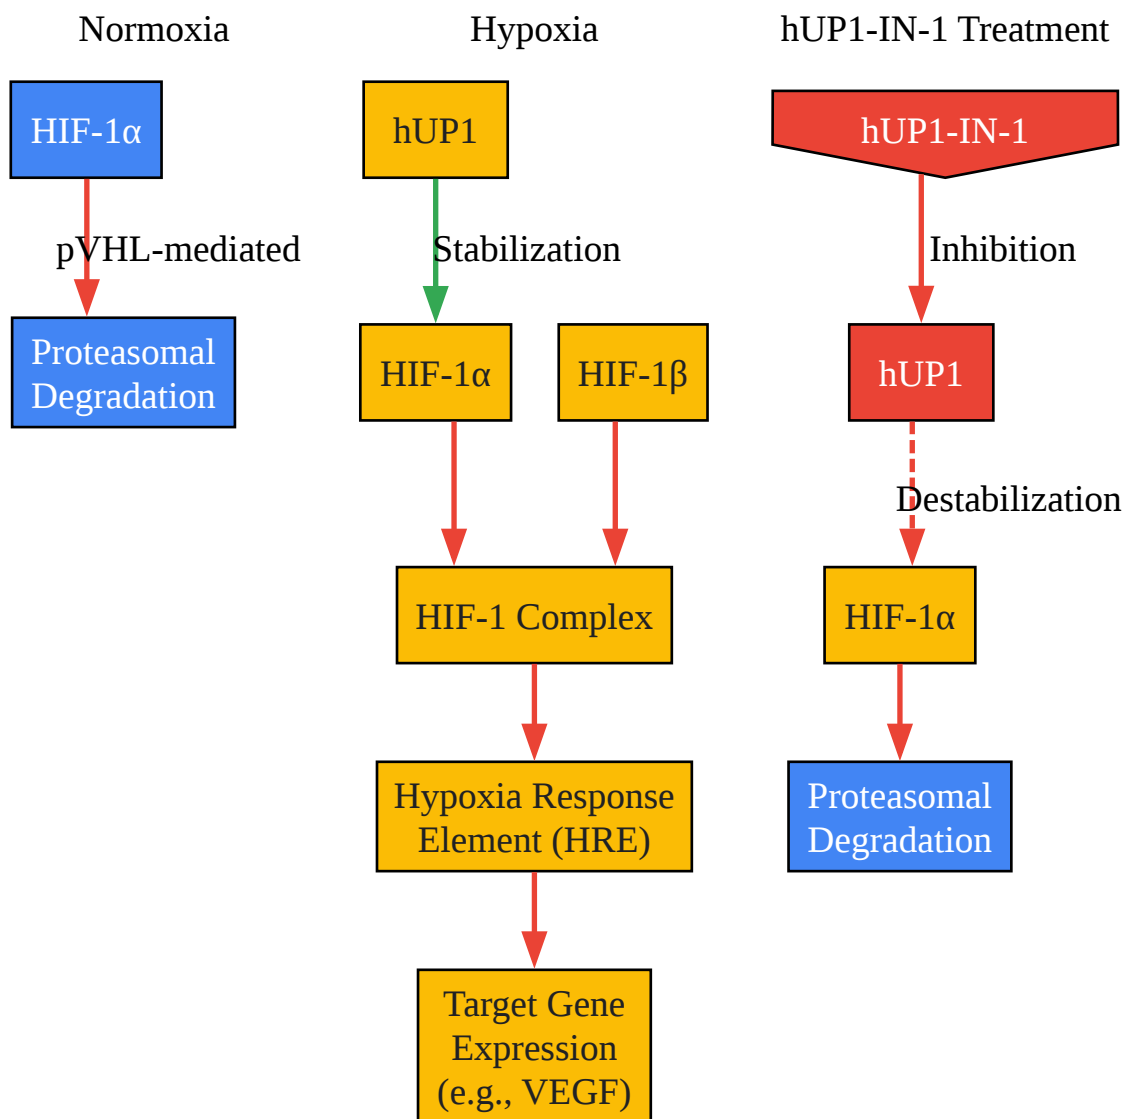 Normoxia
Hypoxia
hUP1-IN-1 Treatment
HIF-1α
hUP1
hUP1-IN-1
pVHL-mediated
Stabilization
Inhibition
Proteasomal
Degradation
HIF-1α
HIF-1β
hUP1
Destabilization
HIF-1 Complex
HIF-1α
Hypoxia Response
Element (HRE)
Proteasomal
Degradation
Target Gene
Expression
(e.g., VEGF)